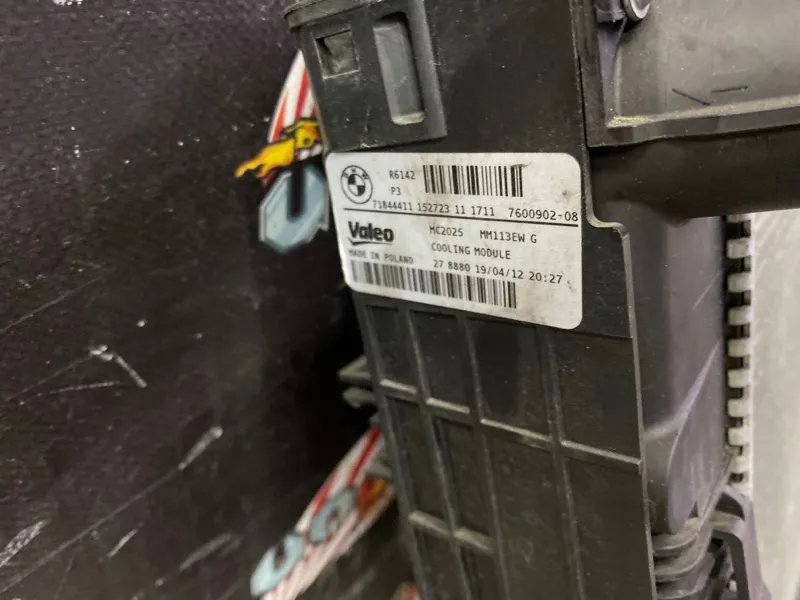 BMW
R6142
P3
71844411 152723 11 1711 7600902-08
Valeo MC2025 MM113EW G
COOLING MODULE
MADE IN POLAND 27 8880 19/04/12 20:27